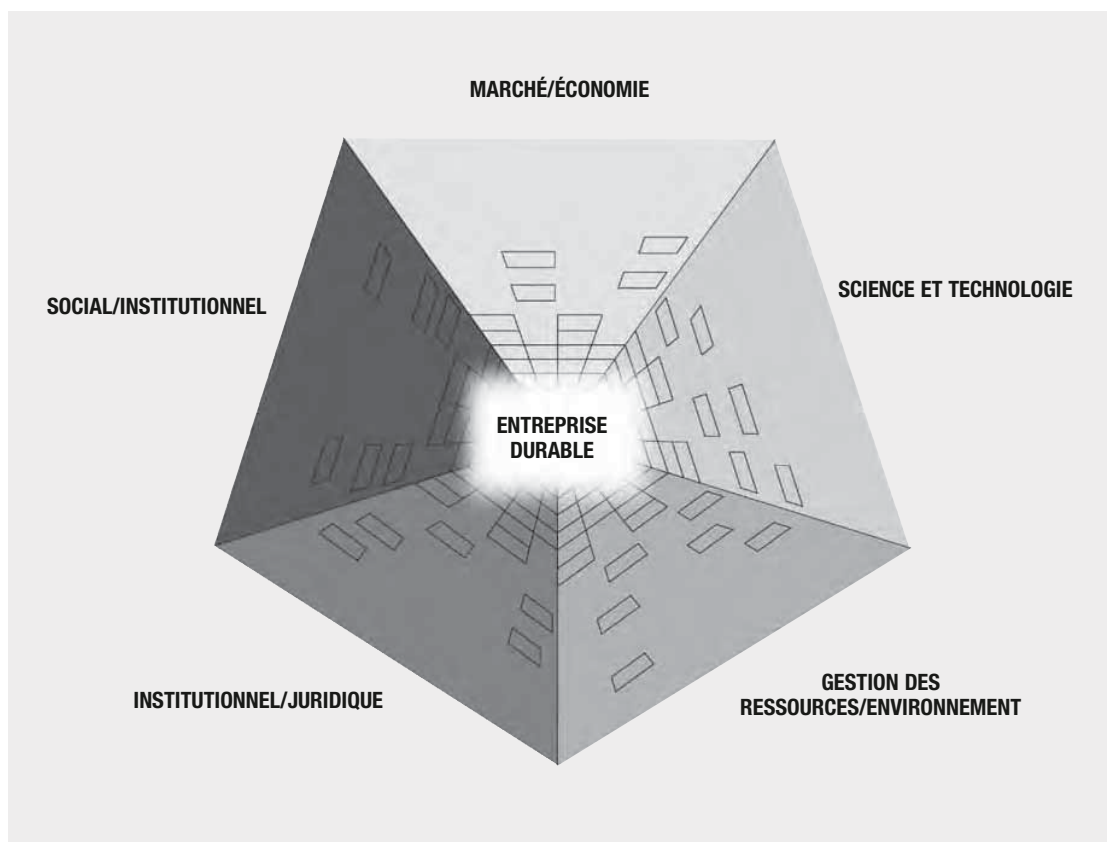 MARCHÉ/ÉCONOMIE
SOCIAL/INSTITUTIONNEL
SCIENCE ET TECHNOLOGIE
ENTREPRISE
DURABLE
INSTITUTIONNEL/JURIDIQUE
GESTION DES
RESSOURCES/ENVIRONNEMENT